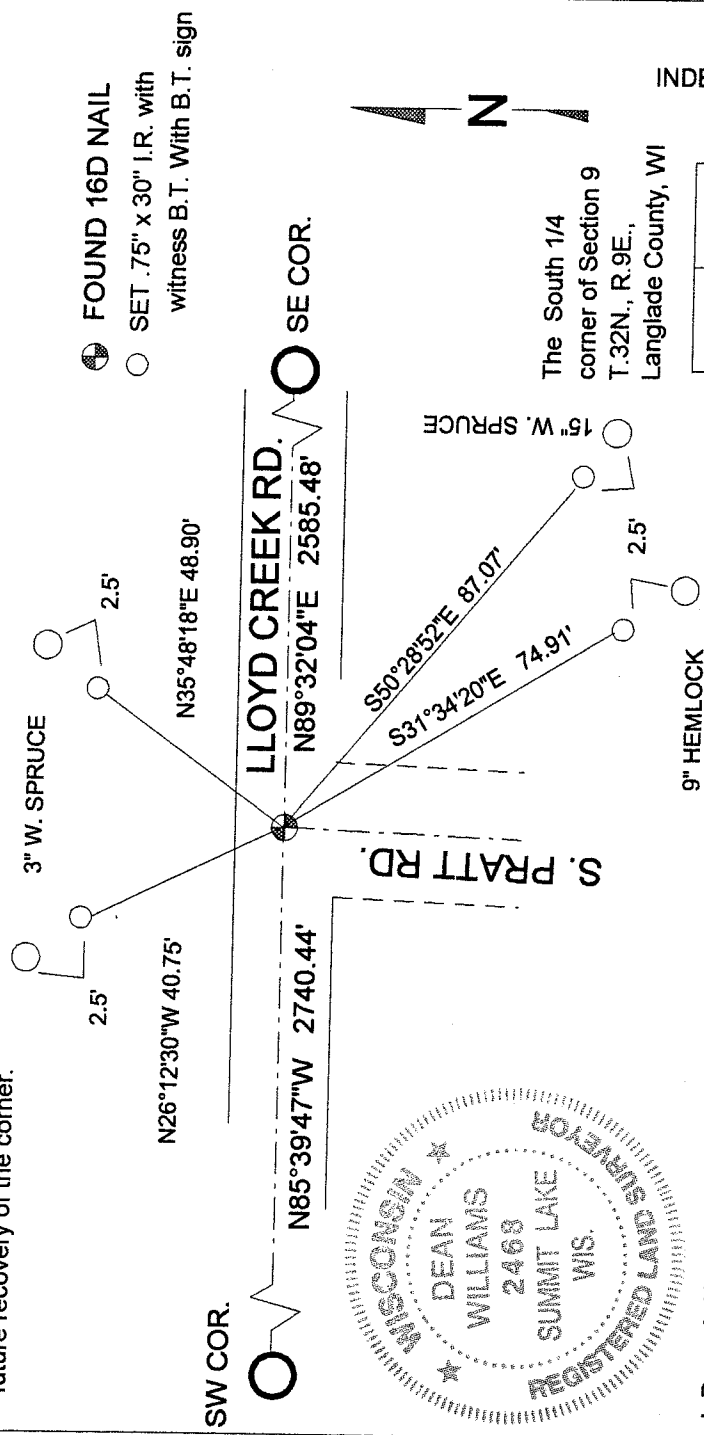 future recovery of the corner.
3" W. SPRUCE
FOUND 16D NAIL
SET .75" x 30" I.R. with
witness B.T. With B.T. sign
2.5'
2.5'
N26°12'30"W 40.75'
N35°48'18"E 48.90'
SW COR.
LLOYD CREEK RD.
SE COR.
N85°39'47"W 2740.44'
N89°32'04"E 2585.48'
N
S. PRATT RD.
S50°28'52"E 87.07'
S31°34'20"E 74.91'
15" W. SPRUCE
2.5'
9" HEMLOCK
The South 1/4
corner of Section 9
T.32N., R.9E.,
Langlade County, WI
WISCONSIN
DEAN
WILLIAMS
2468
SUMMIT LAKE
WIS.
REGISTERED LAND SURVEYOR